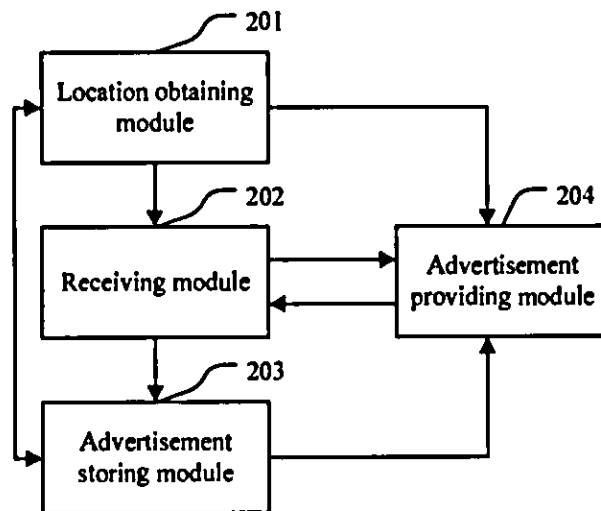 201
Location obtaining
module
202
Receiving module
204
Advertisement
providing module
203
Advertisement
storing module